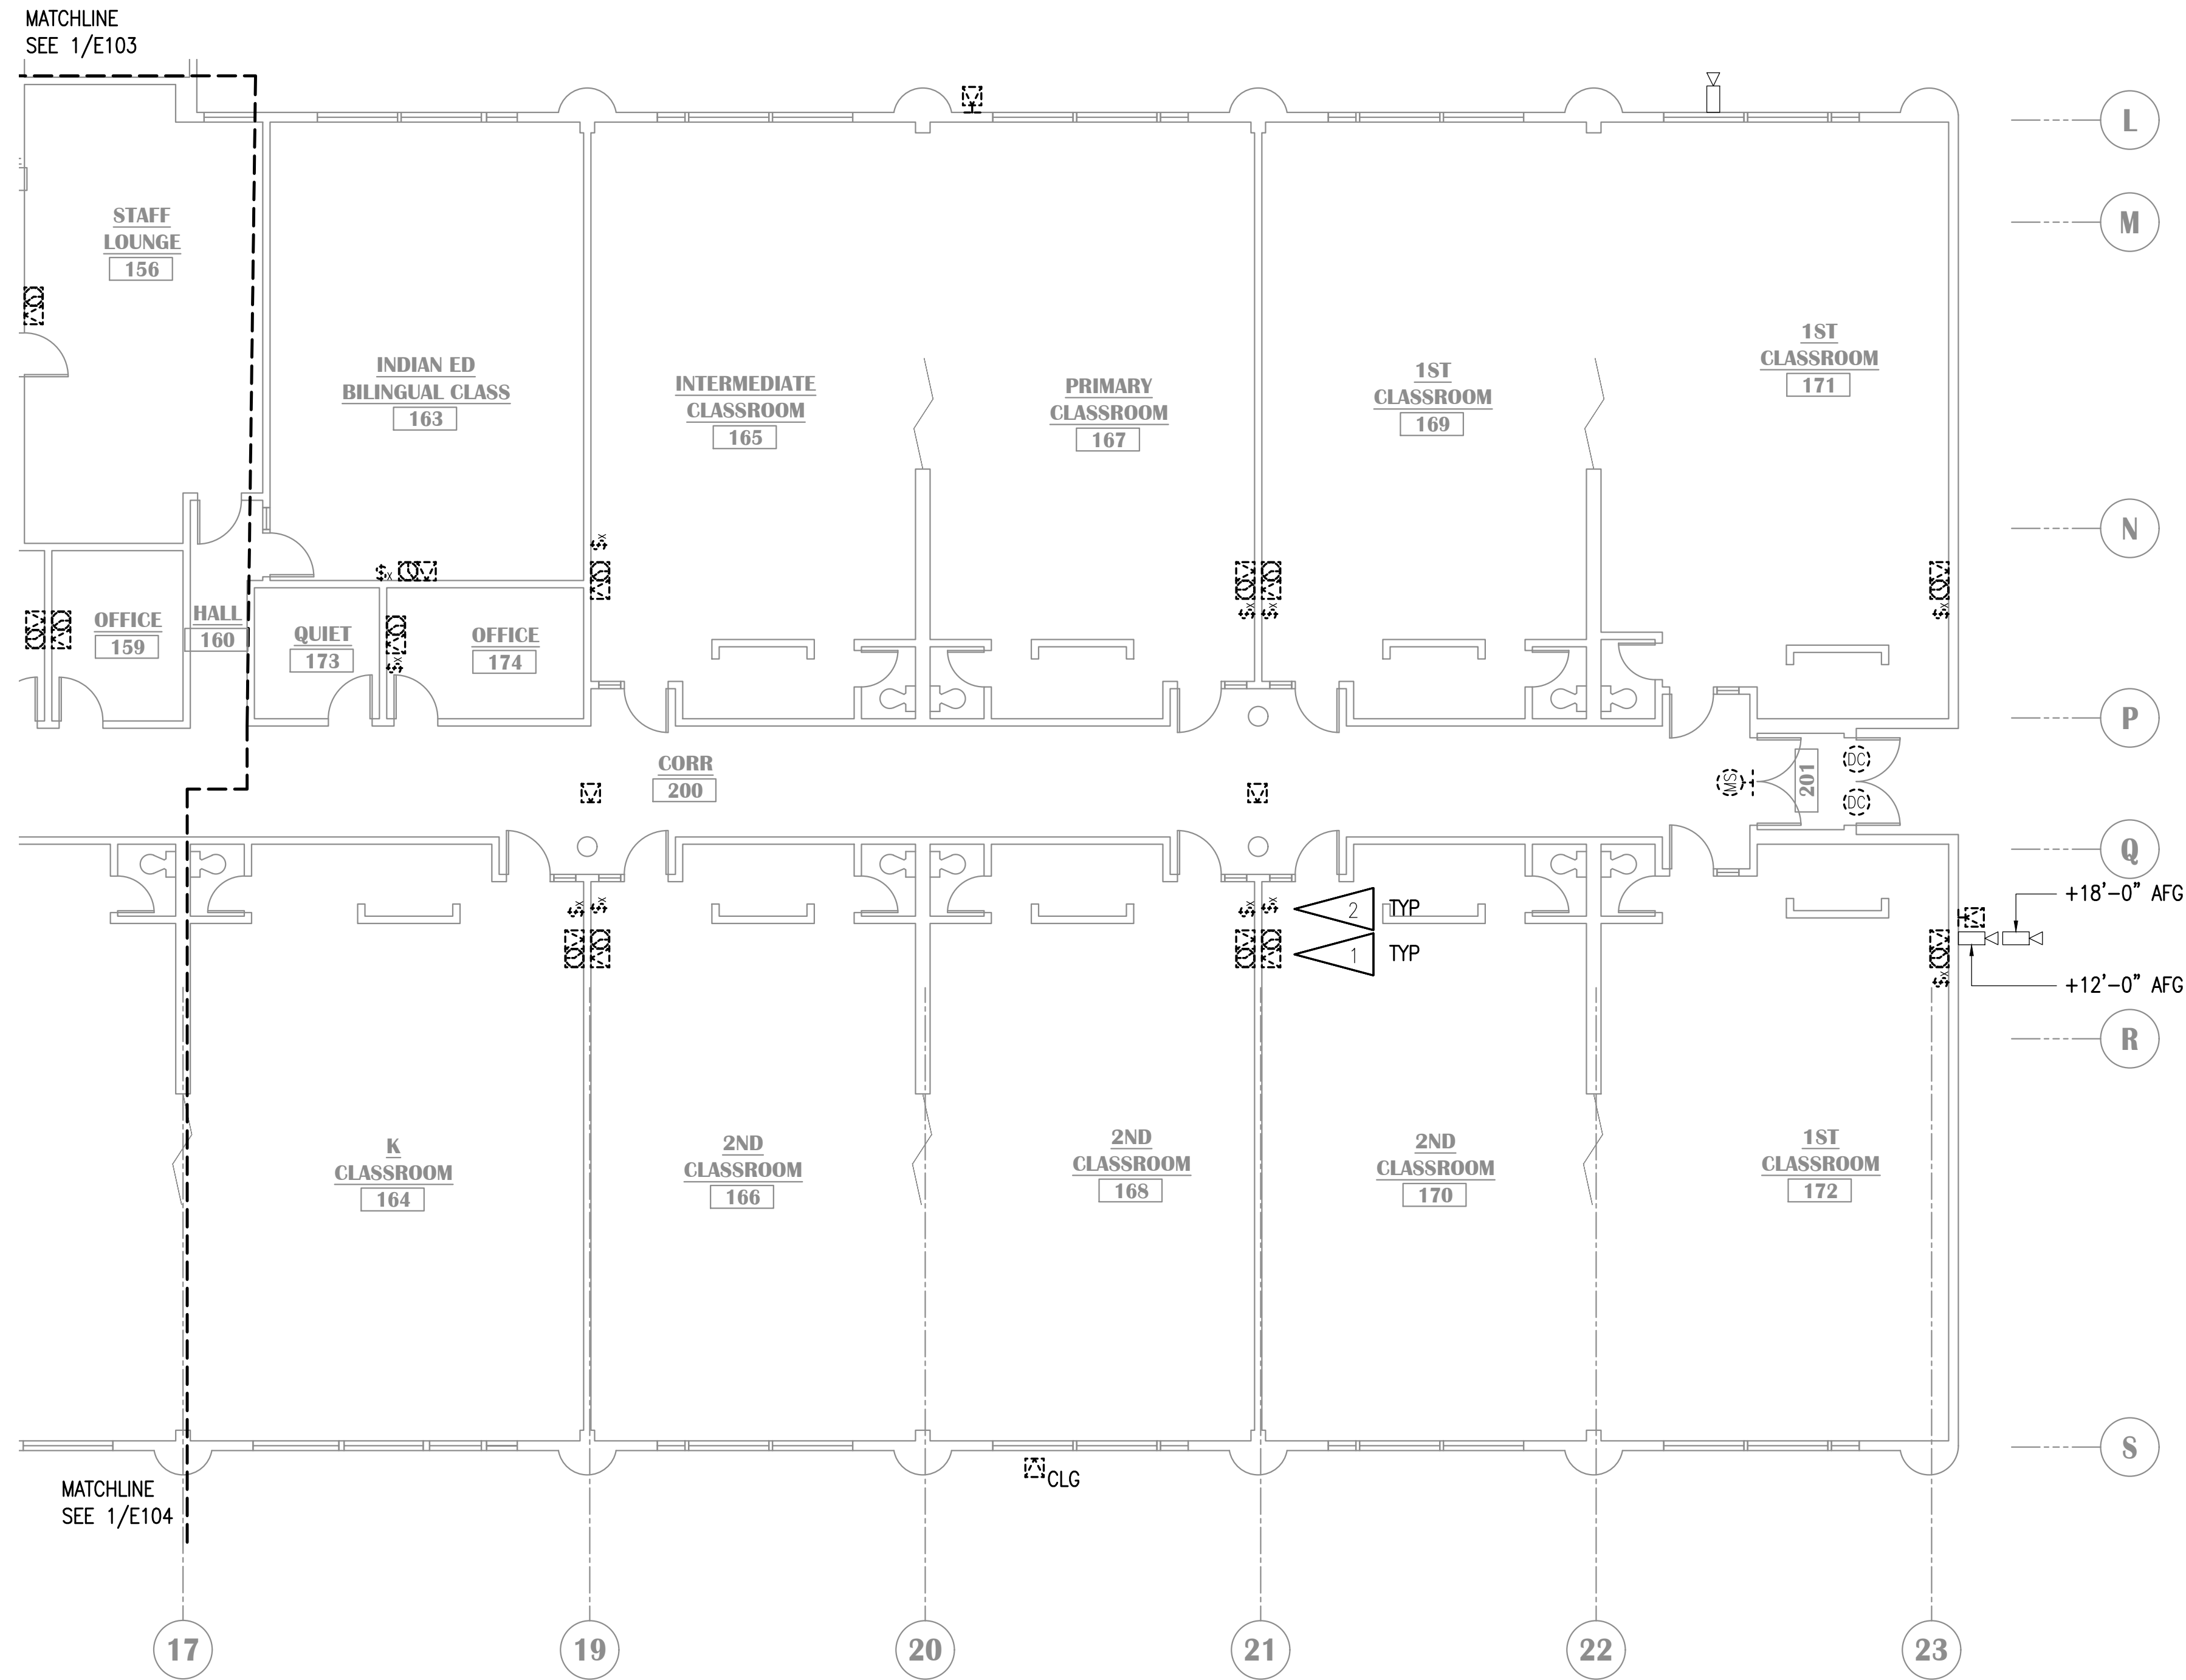 MATCHLINE
SEE 1/E103
L
M
STAFF
LOUNGE
156
INDIAN ED
BILINGUAL CLASS
163
INTERMEDIATE
CLASSROOM
165
PRIMARY
CLASSROOM
167
1ST
CLASSROOM
169
1ST
CLASSROOM
171
N
$x
$x
$x
$x
$x
$x
OFFICE
159
HALL
160
QUIET
173
OFFICE
174
P
CORR
200
MS
201
DC
DC
Q
+18'-0" AFG
$x
$x
$x
$x
2
TYP
1
TYP
$x
+12'-0" AFG
R
K
CLASSROOM
164
2ND
CLASSROOM
166
2ND
CLASSROOM
168
2ND
CLASSROOM
170
1ST
CLASSROOM
172
S
CLG
MATCHLINE
SEE 1/E104
17
19
20
21
22
23